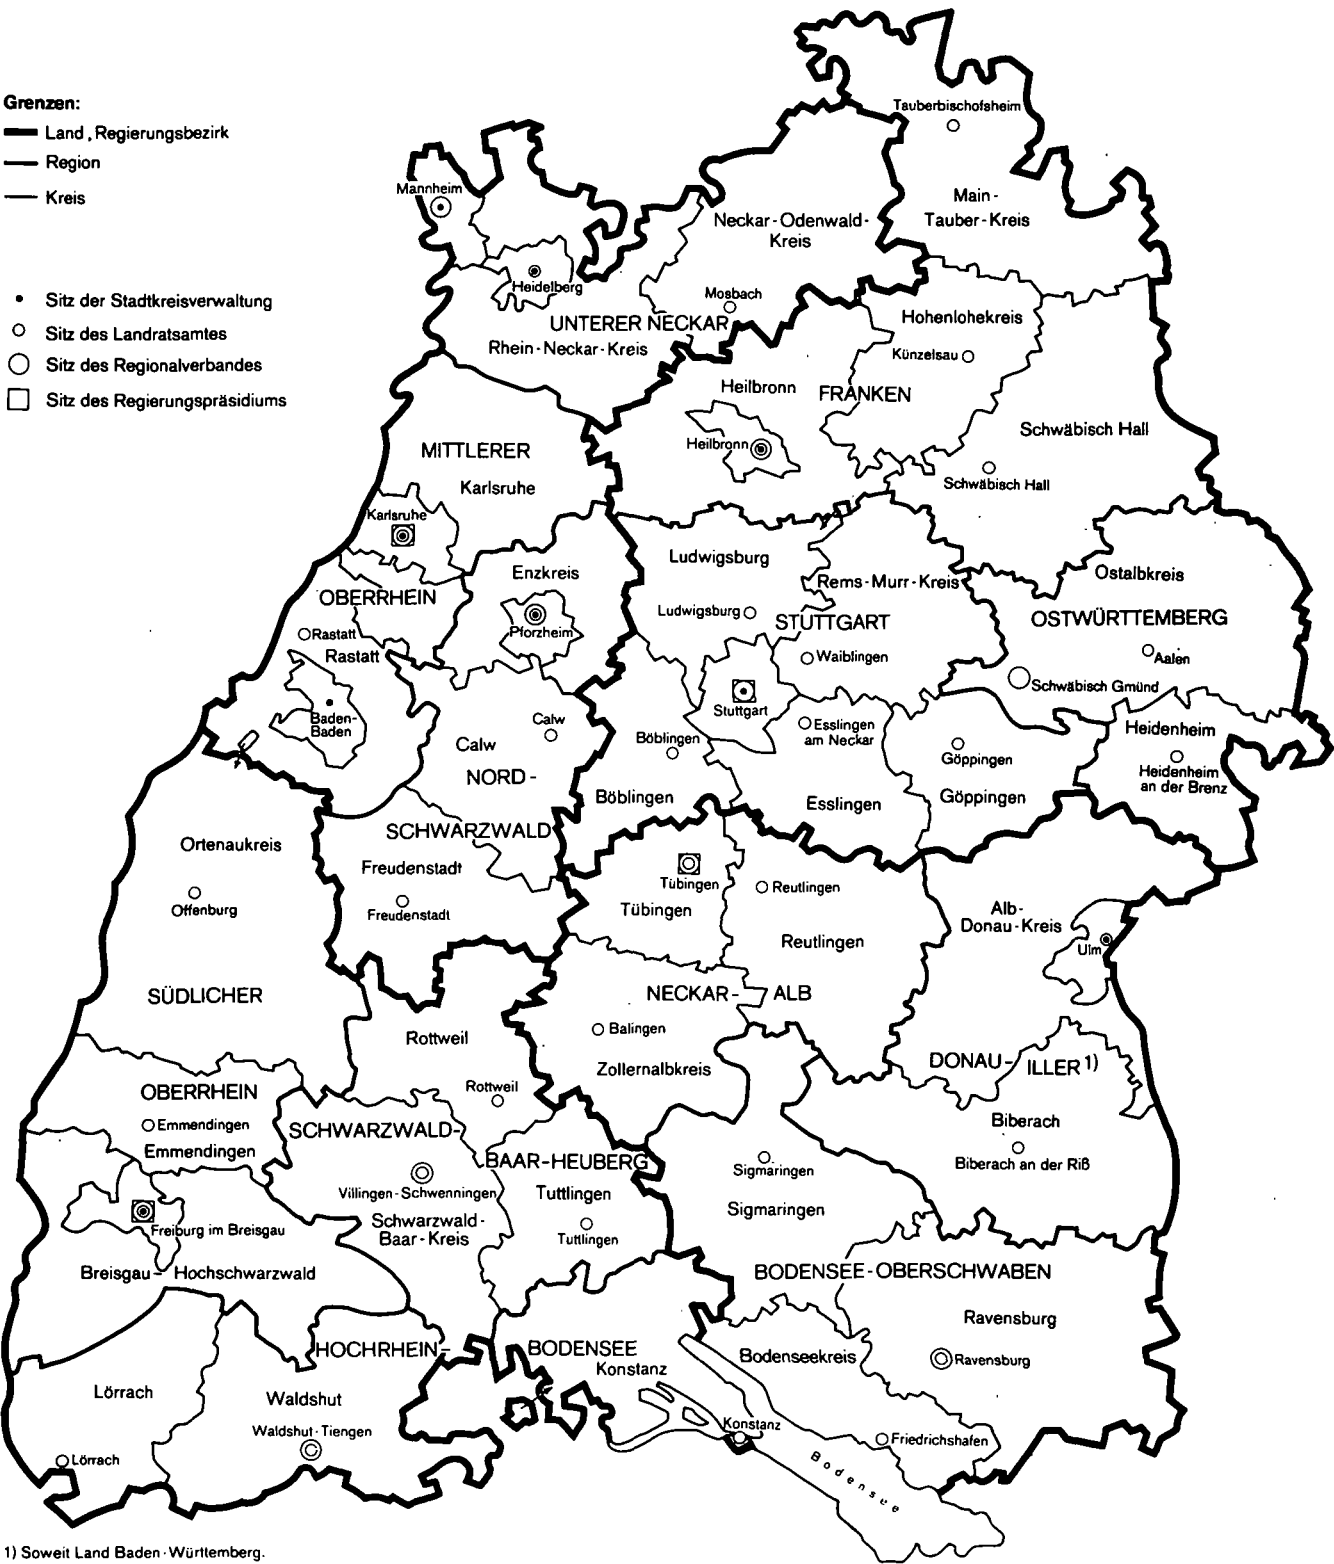 Grenzen:
Land, Regierungsbezirk
Region
Kreis
Sitz der Stadtkreisverwaltung
Sitz des Landratsamtes
Sitz des Regionalverbandes
Sitz des Regierungspräsidiums
Tauberbischofsheim
Main-
Tauber-Kreis
Mannheim
Neckar-Odenwald-
Kreis
Heidelberg
Mosbach
UNTERER NECKAR
Rhein-Neckar-Kreis
Hohenlohekreis
Künzelsau
Heilbronn
FRANKEN
Heilbronn
Schwäbisch Hall
Schwäbisch Hall
MITTLERER
Karlsruhe
Karlsruhe
Enzkreis
Pforzheim
OBERRHEIN
Rastatt
Rastatt
Baden-
Baden
Ludwigsburg
Ludwigsburg
Rems-Murr-Kreis
STUTTGART
Waiblingen
Stuttgart
Ostalbkreis
OSTWÜRTTEMBERG
Aalen
Schwäbisch Gmünd
Heidenheim
Heidenheim
an der Brenz
Calw
Calw
NORD-
SCHWARZWALD
Böblingen
Böblingen
Esslingen
am Neckar
Esslingen
Göppingen
Göppingen
Ortenaukreis
Offenburg
Freudenstadt
Freudenstadt
Tübingen
Tübingen
Reutlingen
Reutlingen
Alb-
Donau-Kreis
Ulm
SÜDLICHER
OBERRHEIN
NECKAR-ALB
Balingen
Zollernalbkreis
Rottweil
Rottweil
DONAU-ILLER 1)
Biberach
Biberach an der Riß
Emmendingen
Emmendingen
SCHWARZWALD-
BAAR-HEUBERG
Villingen-Schwenningen
Schwarzwald-
Baar-Kreis
Tuttlingen
Tuttlingen
Sigmaringen
Sigmaringen
Freiburg im Breisgau
Breisgau-Hochschwarzwald
BODENSEE-OBERSCHWABEN
Ravensburg
Ravensburg
Bodenseekreis
Friedrichshafen
HOCHRHEIN-
BODENSEE
Konstanz
Konstanz
Bodensee
Lörrach
Lörrach
Waldshut
Waldshut-Tiengen
1) Soweit Land Baden-Württemberg.